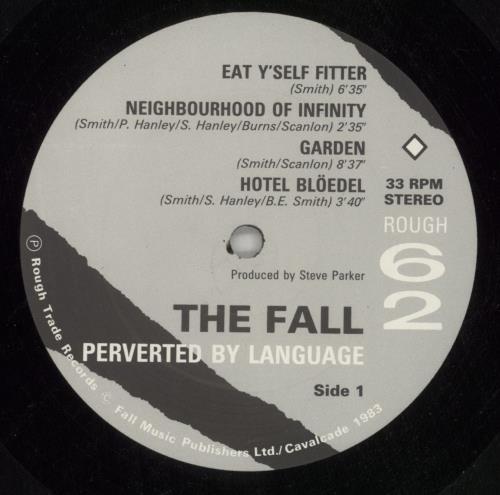 EAT Y'SELF FITTER
(Smith) 6'35"
NEIGHBOURHOOD OF INFINITY
(Smith/P. Hanley/S. Hanley/Burns/Scanlon) 2'35"
GARDEN
(Smith/Scanlon) 8'37"
HOTEL BLÖEDEL
(Smith/S. Hanley/B.E. Smith) 3'40"
33 RPM
STEREO
ROUGH
62
Produced by Steve Parker
THE FALL
PERVERTED BY LANGUAGE
Side 1
Ⓟ Rough Trade Records © Fall Music Publishers Ltd./Cavalcade 1983